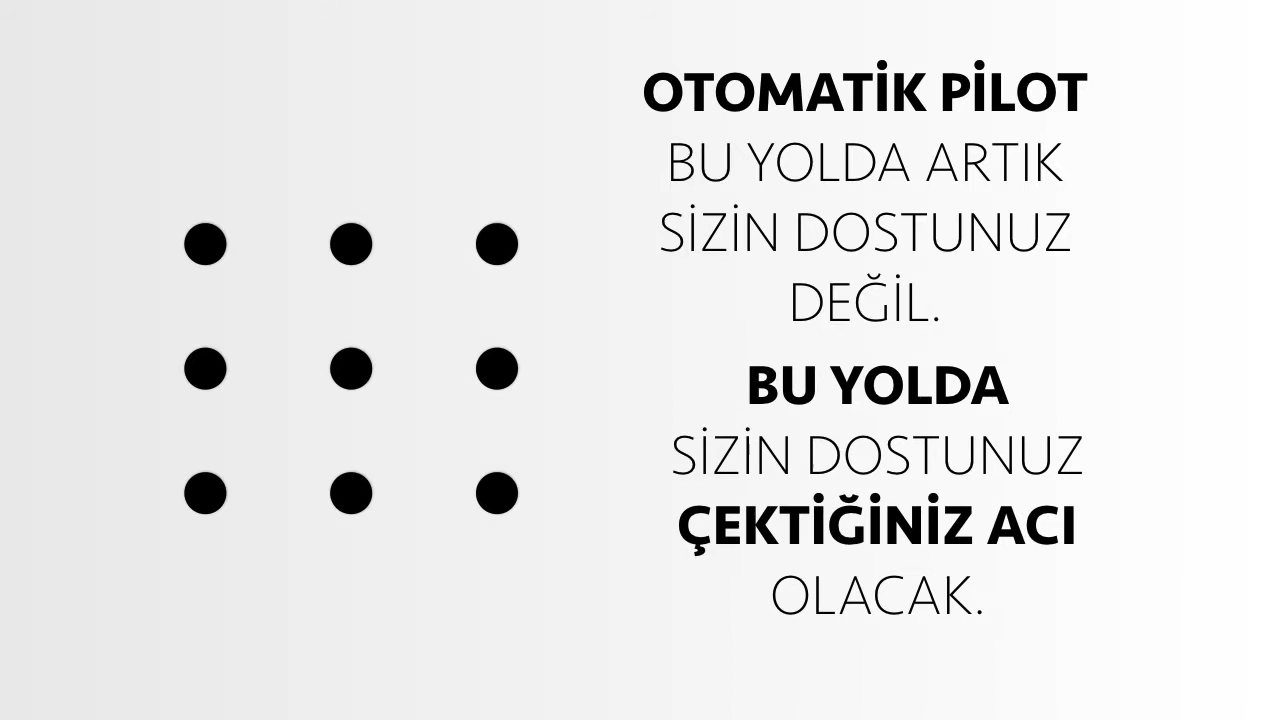 OTOMATİK PİLOT
BU YOLDA ARTIK
SİZİN DOSTUNUZ
DEĞİL.
BU YOLDA
SİZİN DOSTUNUZ
ÇEKTİĞİNİZ ACI
OLACAK.